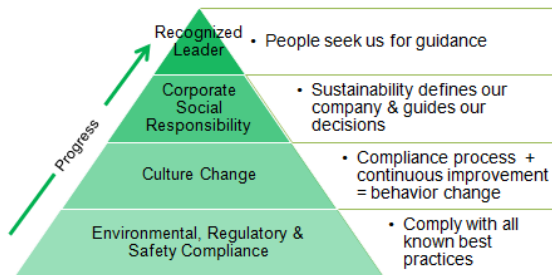 Recognized
Leader
• People seek us for guidance
Corporate
Social
Responsibility
• Sustainability defines our
company & guides our
decisions
Progress
Culture Change
• Compliance process +
continuous improvement
= behavior change
Environmental, Regulatory &
Safety Compliance
• Comply with all
known best
practices